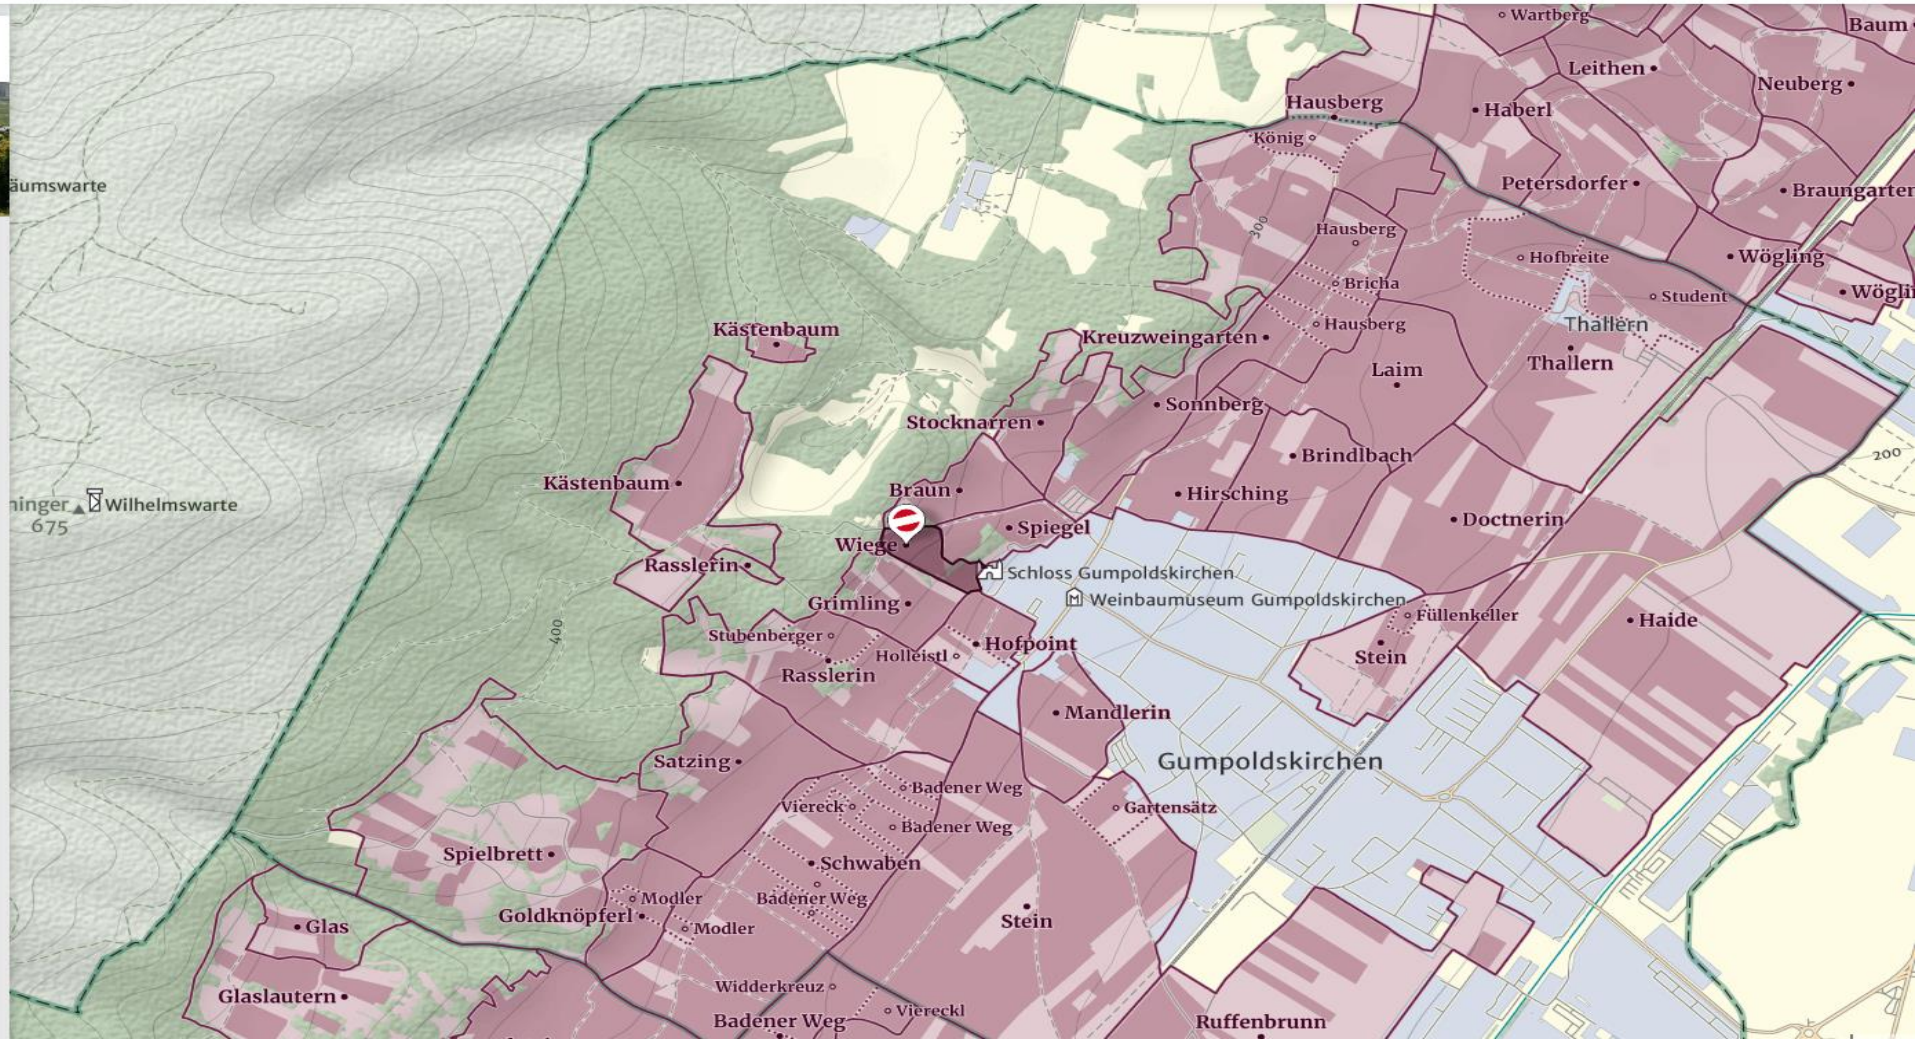 Wartberg
Baum
Leithen
Neuberg
Hausberg
Haberl
König
Petersdorfer
Braungarten
Hausberg
Hofbreite
Wögling
Bricha
Student
Kästenbaum
Hausberg
Thallern
Kreuzweingarten
Thallern
Laim
300
Sonnberg
Stocknarren
Brindlbach
200
Kästenbaum
Braun
Hirsching
Wilhelmswarte
675
Doctnerin
Spiegel
Wiege
Rasslerin
Schloss Gumpoldskirchen
M Weinbaumuseum Gumpoldskirchen
Grimling
Füllenkeller
Haide
400
Stubenberger
Hofpoint
Holleistl
Stein
Rasslerin
Mandlerin
Satzing
Gumpoldskirchen
Badener Weg
Viereck
Gartensätz
Badener Weg
Spielbrett
Schwaben
Modler
Badener Weg
Goldknöpferl
Stein
Glas
Modler
Widderkreuz
Glaslautern
Viereckl
Badener Weg
Ruffenbrunn